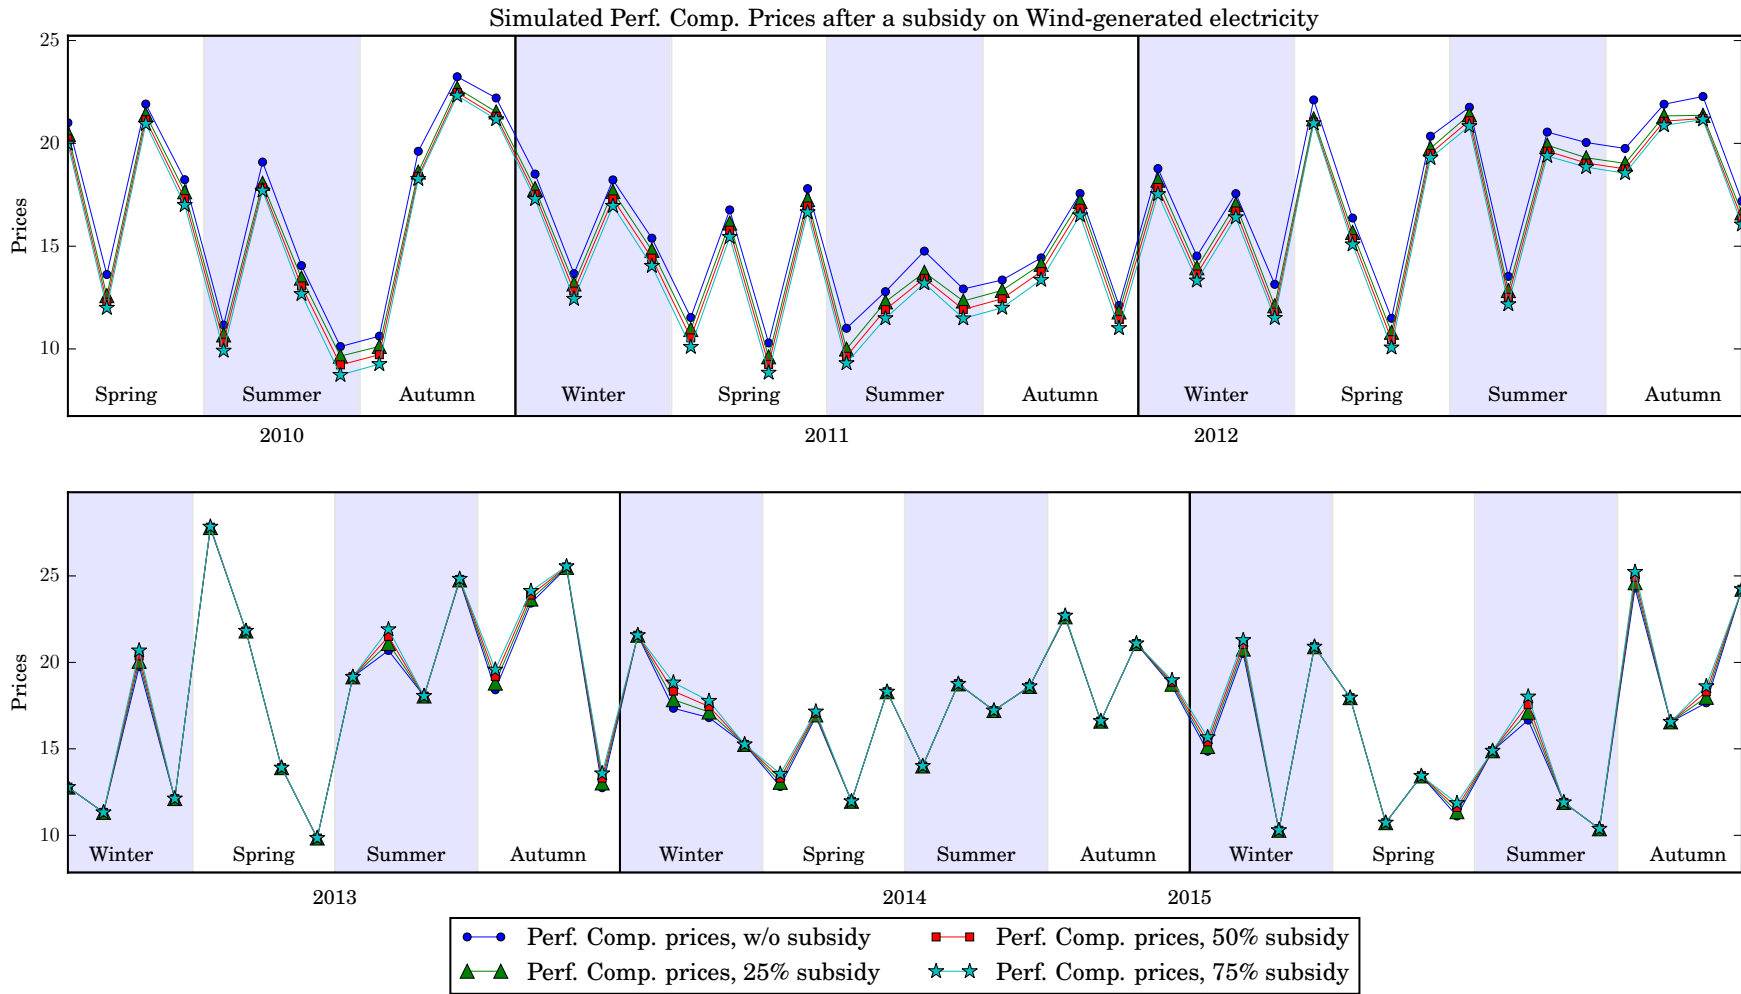 Simulated Perf. Comp. Prices after a subsidy on Wind-generated electricity
25
20
15
10
Prices
Spring Summer Autumn Winter Spring Summer Autumn Winter Spring Summer Autumn
2010 2011 2012
25
20
15
10
Prices
Winter Spring Summer Autumn Winter Spring Summer Autumn Winter Spring Summer Autumn
2013 2014 2015
Perf. Comp. prices, w/o subsidy Perf. Comp. prices, 50% subsidy
Perf. Comp. prices, 25% subsidy Perf. Comp. prices, 75% subsidy